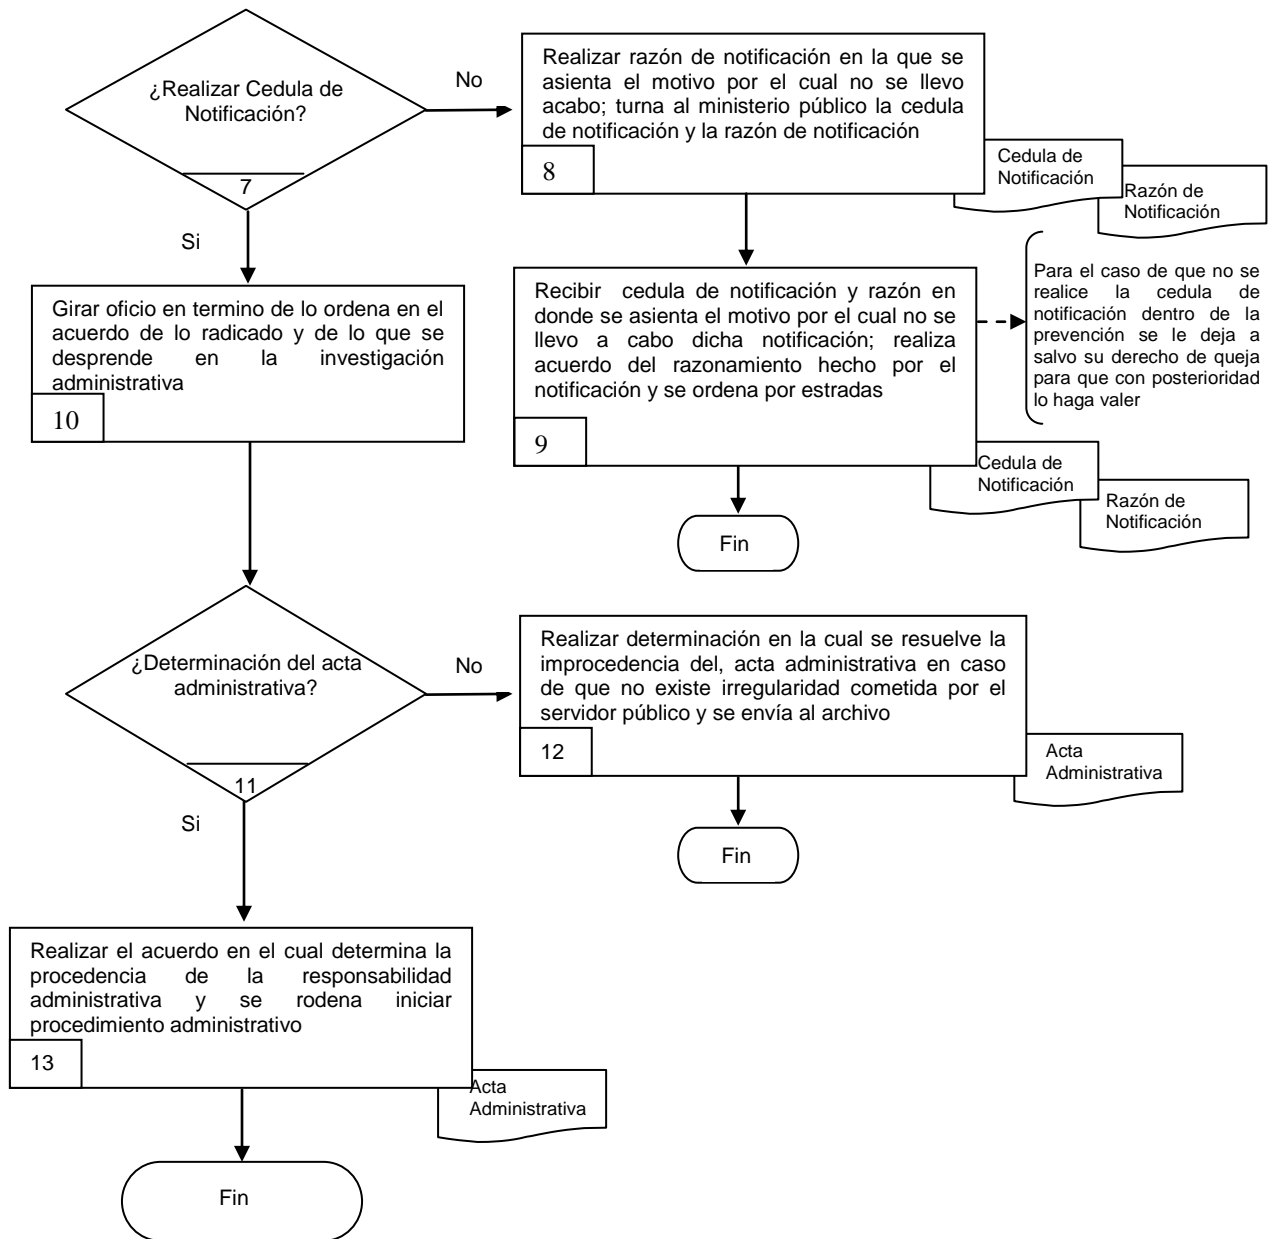 ¿Realizar Cedula de
Notificación?
7
No
Si
Realizar razón de notificación en la que se
asienta el motivo por el cual no se llevo
acabo; turna al ministerio público la cedula
de notificación y la razón de notificación
8
Cedula de
Notificación
Razón de
Notificación
Girar oficio en termino de lo ordena en el
acuerdo de lo radicado y de lo que se
desprende en la investigación
administrativa
10
Recibir cedula de notificación y razón en
donde se asienta el motivo por el cual no se
llevo a cabo dicha notificación; realiza
acuerdo del razonamiento hecho por el
notificación y se ordena por estradas
9
Para el caso de que no se
realice la cedula de
notificación dentro de la
prevención se le deja a
salvo su derecho de queja
para que con posterioridad
lo haga valer
Cedula de
Notificación
Razón de
Notificación
Fin
¿Determinación del acta
administrativa?
11
No
Si
Realizar determinación en la cual se resuelve la
improcedencia del, acta administrativa en caso
de que no existe irregularidad cometida por el
servidor público y se envía al archivo
12
Acta
Administrativa
Fin
Realizar el acuerdo en el cual determina la
procedencia de la responsabilidad
administrativa y se rodena iniciar
procedimiento administrativo
13
Acta
Administrativa
Fin